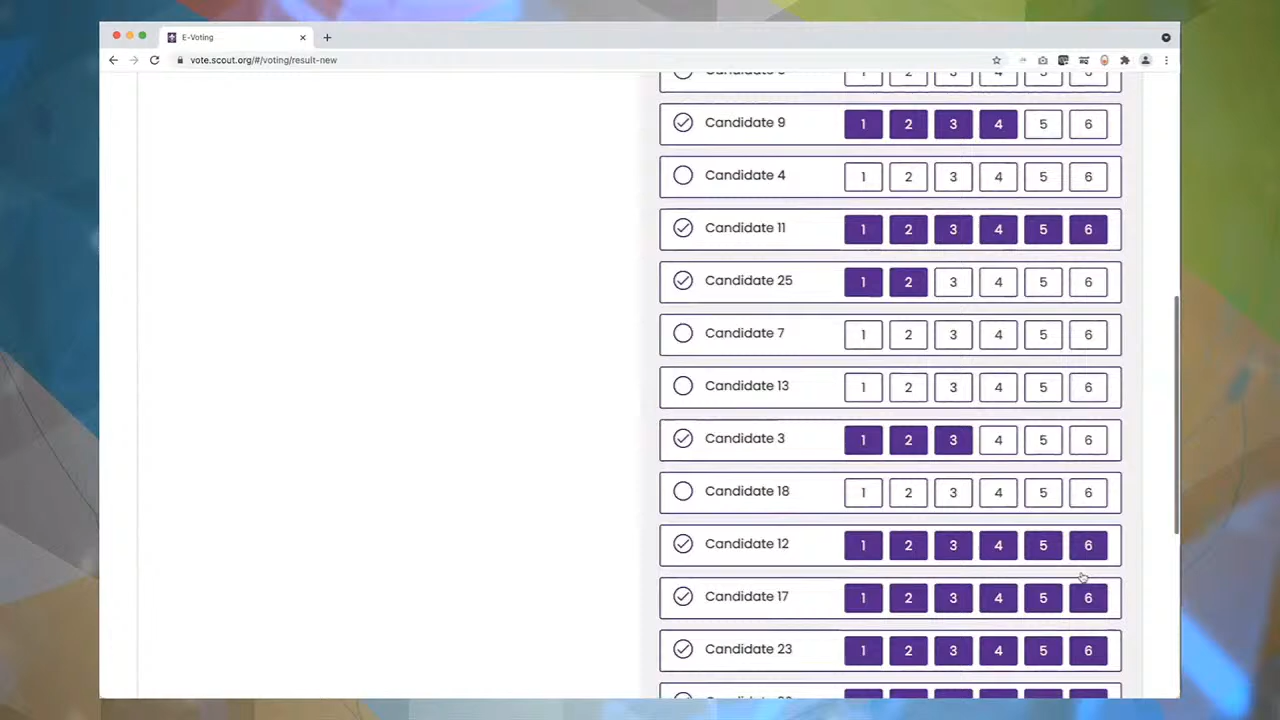 E-Voting
vote.scout.org/#/voting/result-new
Candidate 9 1 2 3 4 5 6
Candidate 4 1 2 3 4 5 6
Candidate 11 1 2 3 4 5 6
Candidate 25 1 2 3 4 5 6
Candidate 7 1 2 3 4 5 6
Candidate 13 1 2 3 4 5 6
Candidate 3 1 2 3 4 5 6
Candidate 18 1 2 3 4 5 6
Candidate 12 1 2 3 4 5 6
Candidate 17 1 2 3 4 5 6
Candidate 23 1 2 3 4 5 6